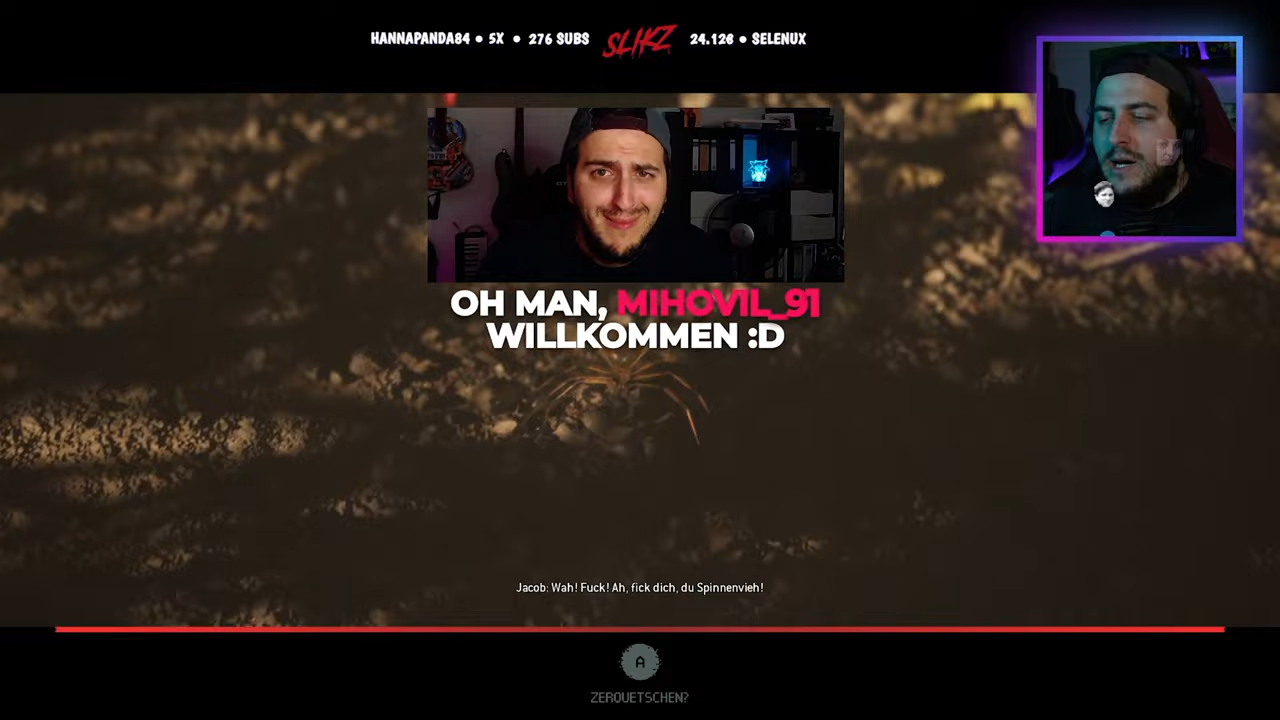 HANNAPANDA84 • 5X • 276 SUBS SLIKZ 24.126 • SELENUX
OH MAN, MIHOVIL_91
WILLKOMMEN :D
Jacob: Wah! Fuck! Ah, fick dich, du Spinnenvieh!
A
ZERQUETSCHEN?